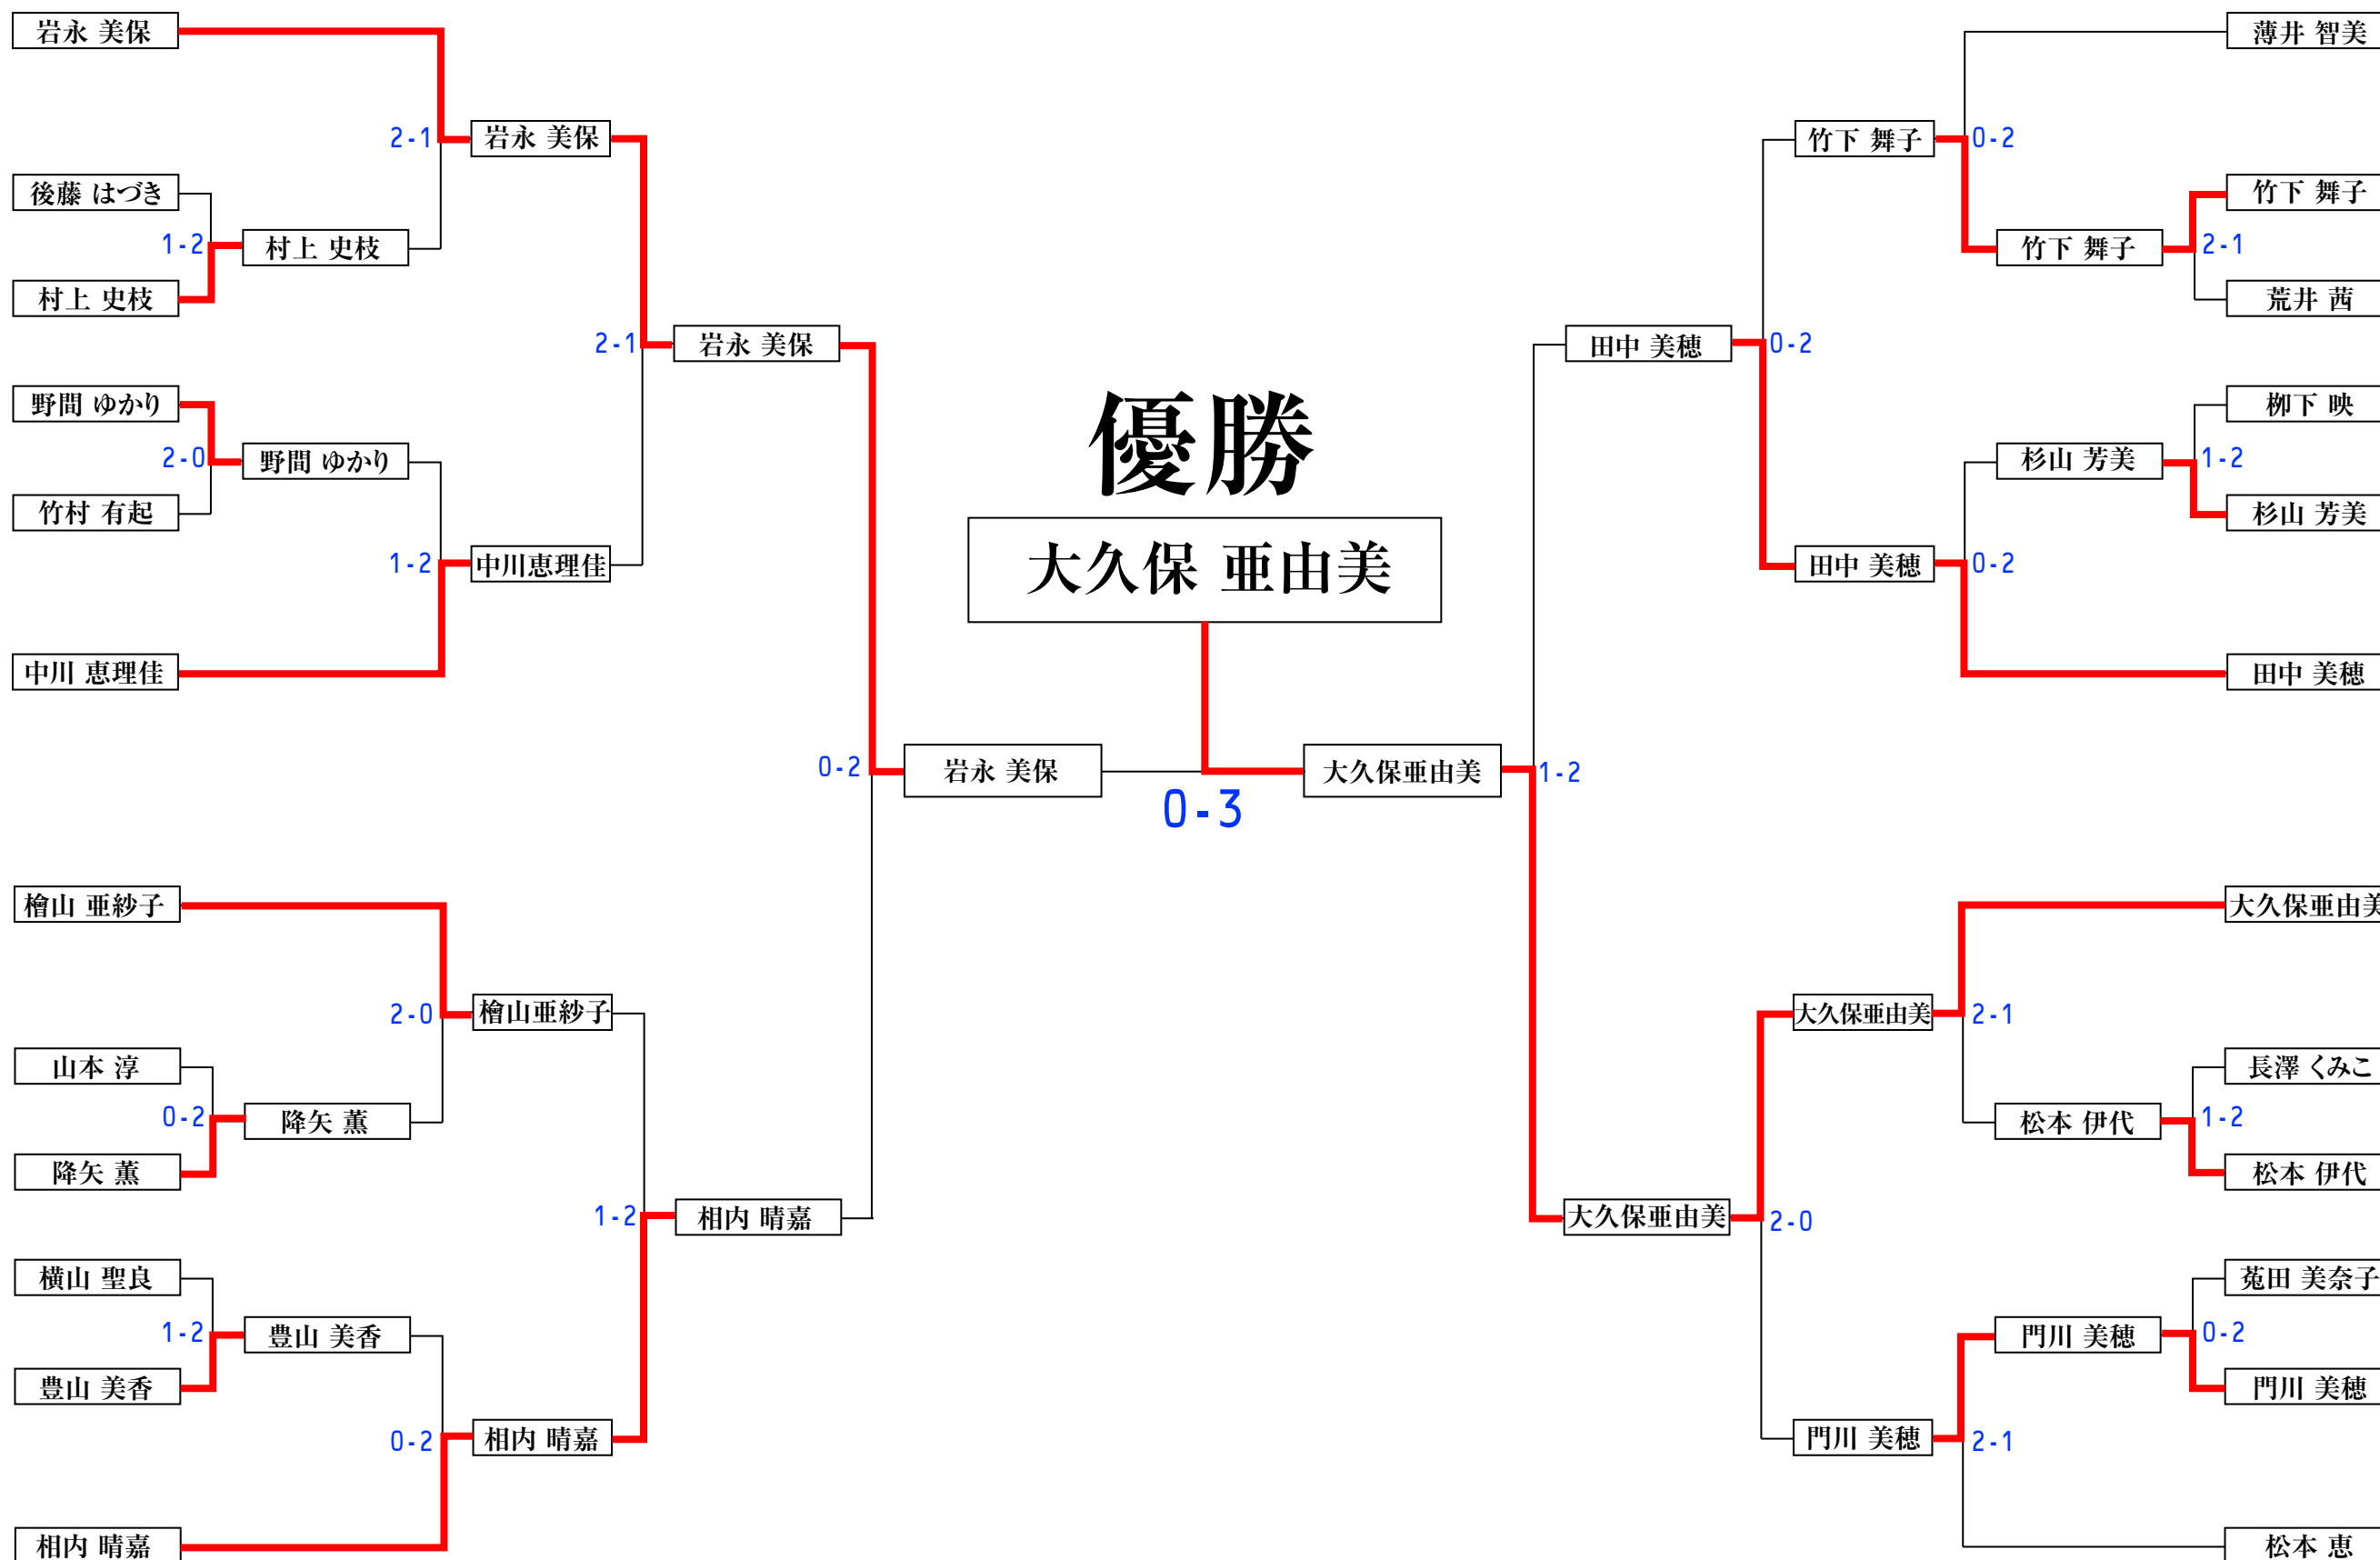 岩永 美保
薄井 智美
2-1
岩永 美保
竹下 舞子
0-2
後藤 はづき
竹下 舞子
1-2
村上 史枝
竹下 舞子
2-1
村上 史枝
荒井 茜
2-1
岩永 美保
優勝
田中 美穂
0-2
野間 ゆかり
柳下 映
2-0
野間 ゆかり
杉山 芳美
1-2
竹村 有起
杉山 芳美
1-2
中川恵理佳
大久保 亜由美
田中 美穂
0-2
中川 恵理佳
田中 美穂
0-2
岩永 美保
大久保亜由美
1-2
0-3
檜山 亜紗子
大久保亜由美
2-0
檜山亜紗子
大久保亜由美
2-1
山本 淳
長澤 くみこ
0-2
降矢 薫
松本 伊代
1-2
降矢 薫
松本 伊代
1-2
相内 晴嘉
大久保亜由美
2-0
横山 聖良
菟田 美奈子
1-2
豊山 美香
門川 美穂
0-2
豊山 美香
門川 美穂
0-2
相内 晴嘉
門川 美穂
2-1
相内 晴嘉
松本 恵